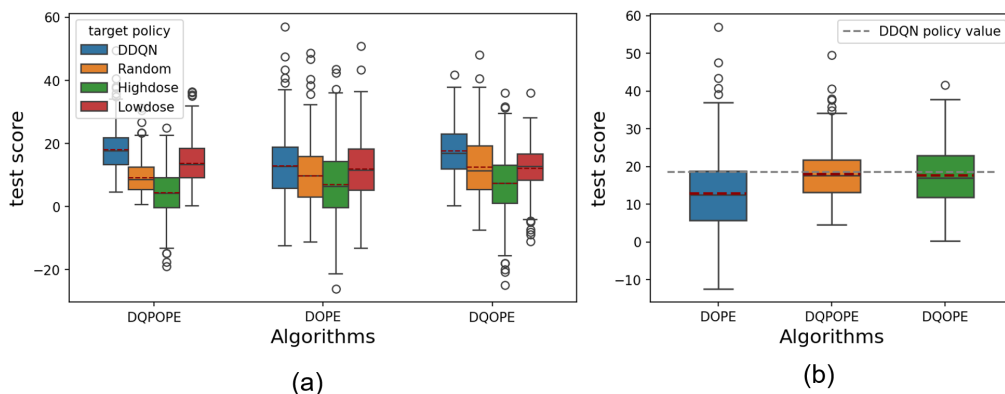 60
40
20
0
−20
test score
target policy
DDQN
Random
Highdose
Lowdose
DQPOPE
DOPE
DQOPE
Algorithms
(a)
60
50
40
30
20
10
0
−10
test score
DDQN policy value
DOPE
DQPOPE
DQOPE
Algorithms
(b)